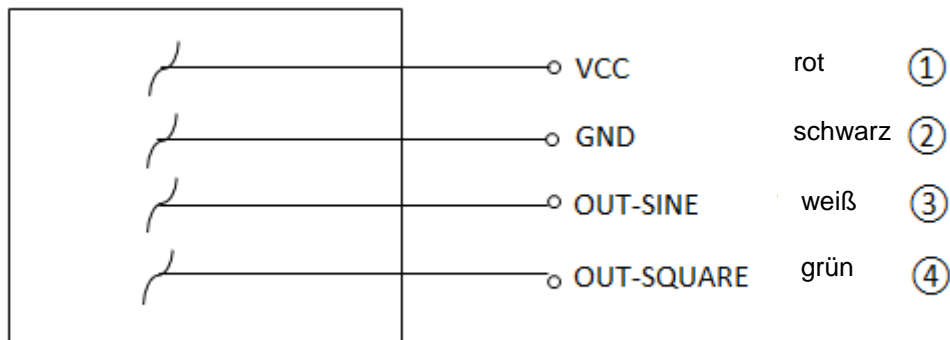 VCC rot ①
GND schwarz ②
OUT-SINE weiß ③
OUT-SQUARE grün ④